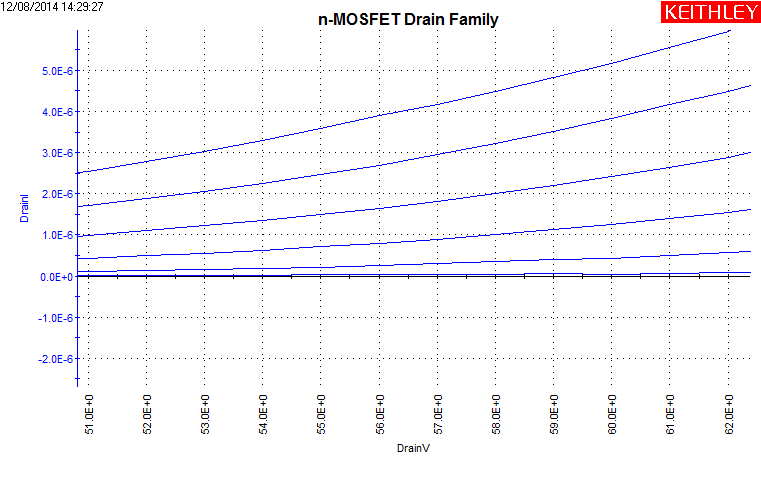 12/08/2014 14:29:27
n-MOSFET Drain Family
KEITHLEY
5.0E-6
4.0E-6
3.0E-6
2.0E-6
1.0E-6
0.0E+0
-1.0E-6
-2.0E-6
DrainI
51.0E+0
52.0E+0
53.0E+0
54.0E+0
55.0E+0
56.0E+0
57.0E+0
58.0E+0
59.0E+0
60.0E+0
61.0E+0
62.0E+0
DrainV